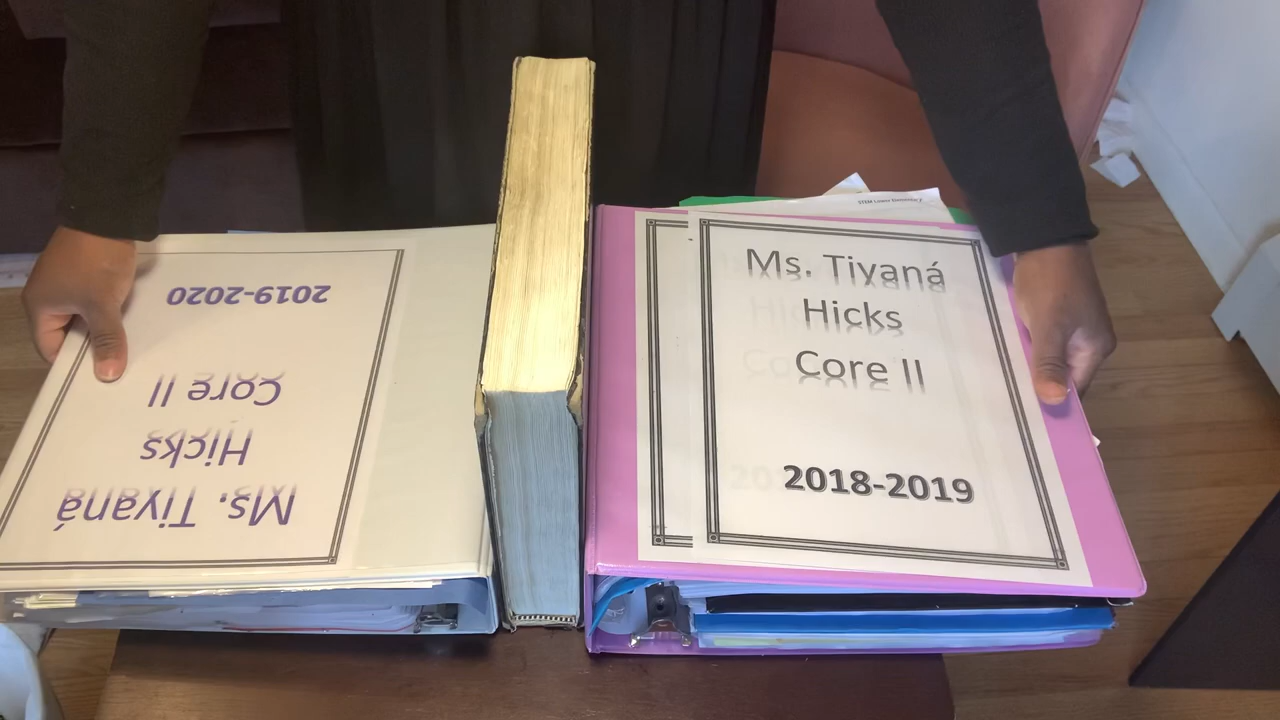 Ms. Tiyaná
Hicks
Core II
2019-2020
Ms. Tiyaná
Hicks
Core II
2018-2019